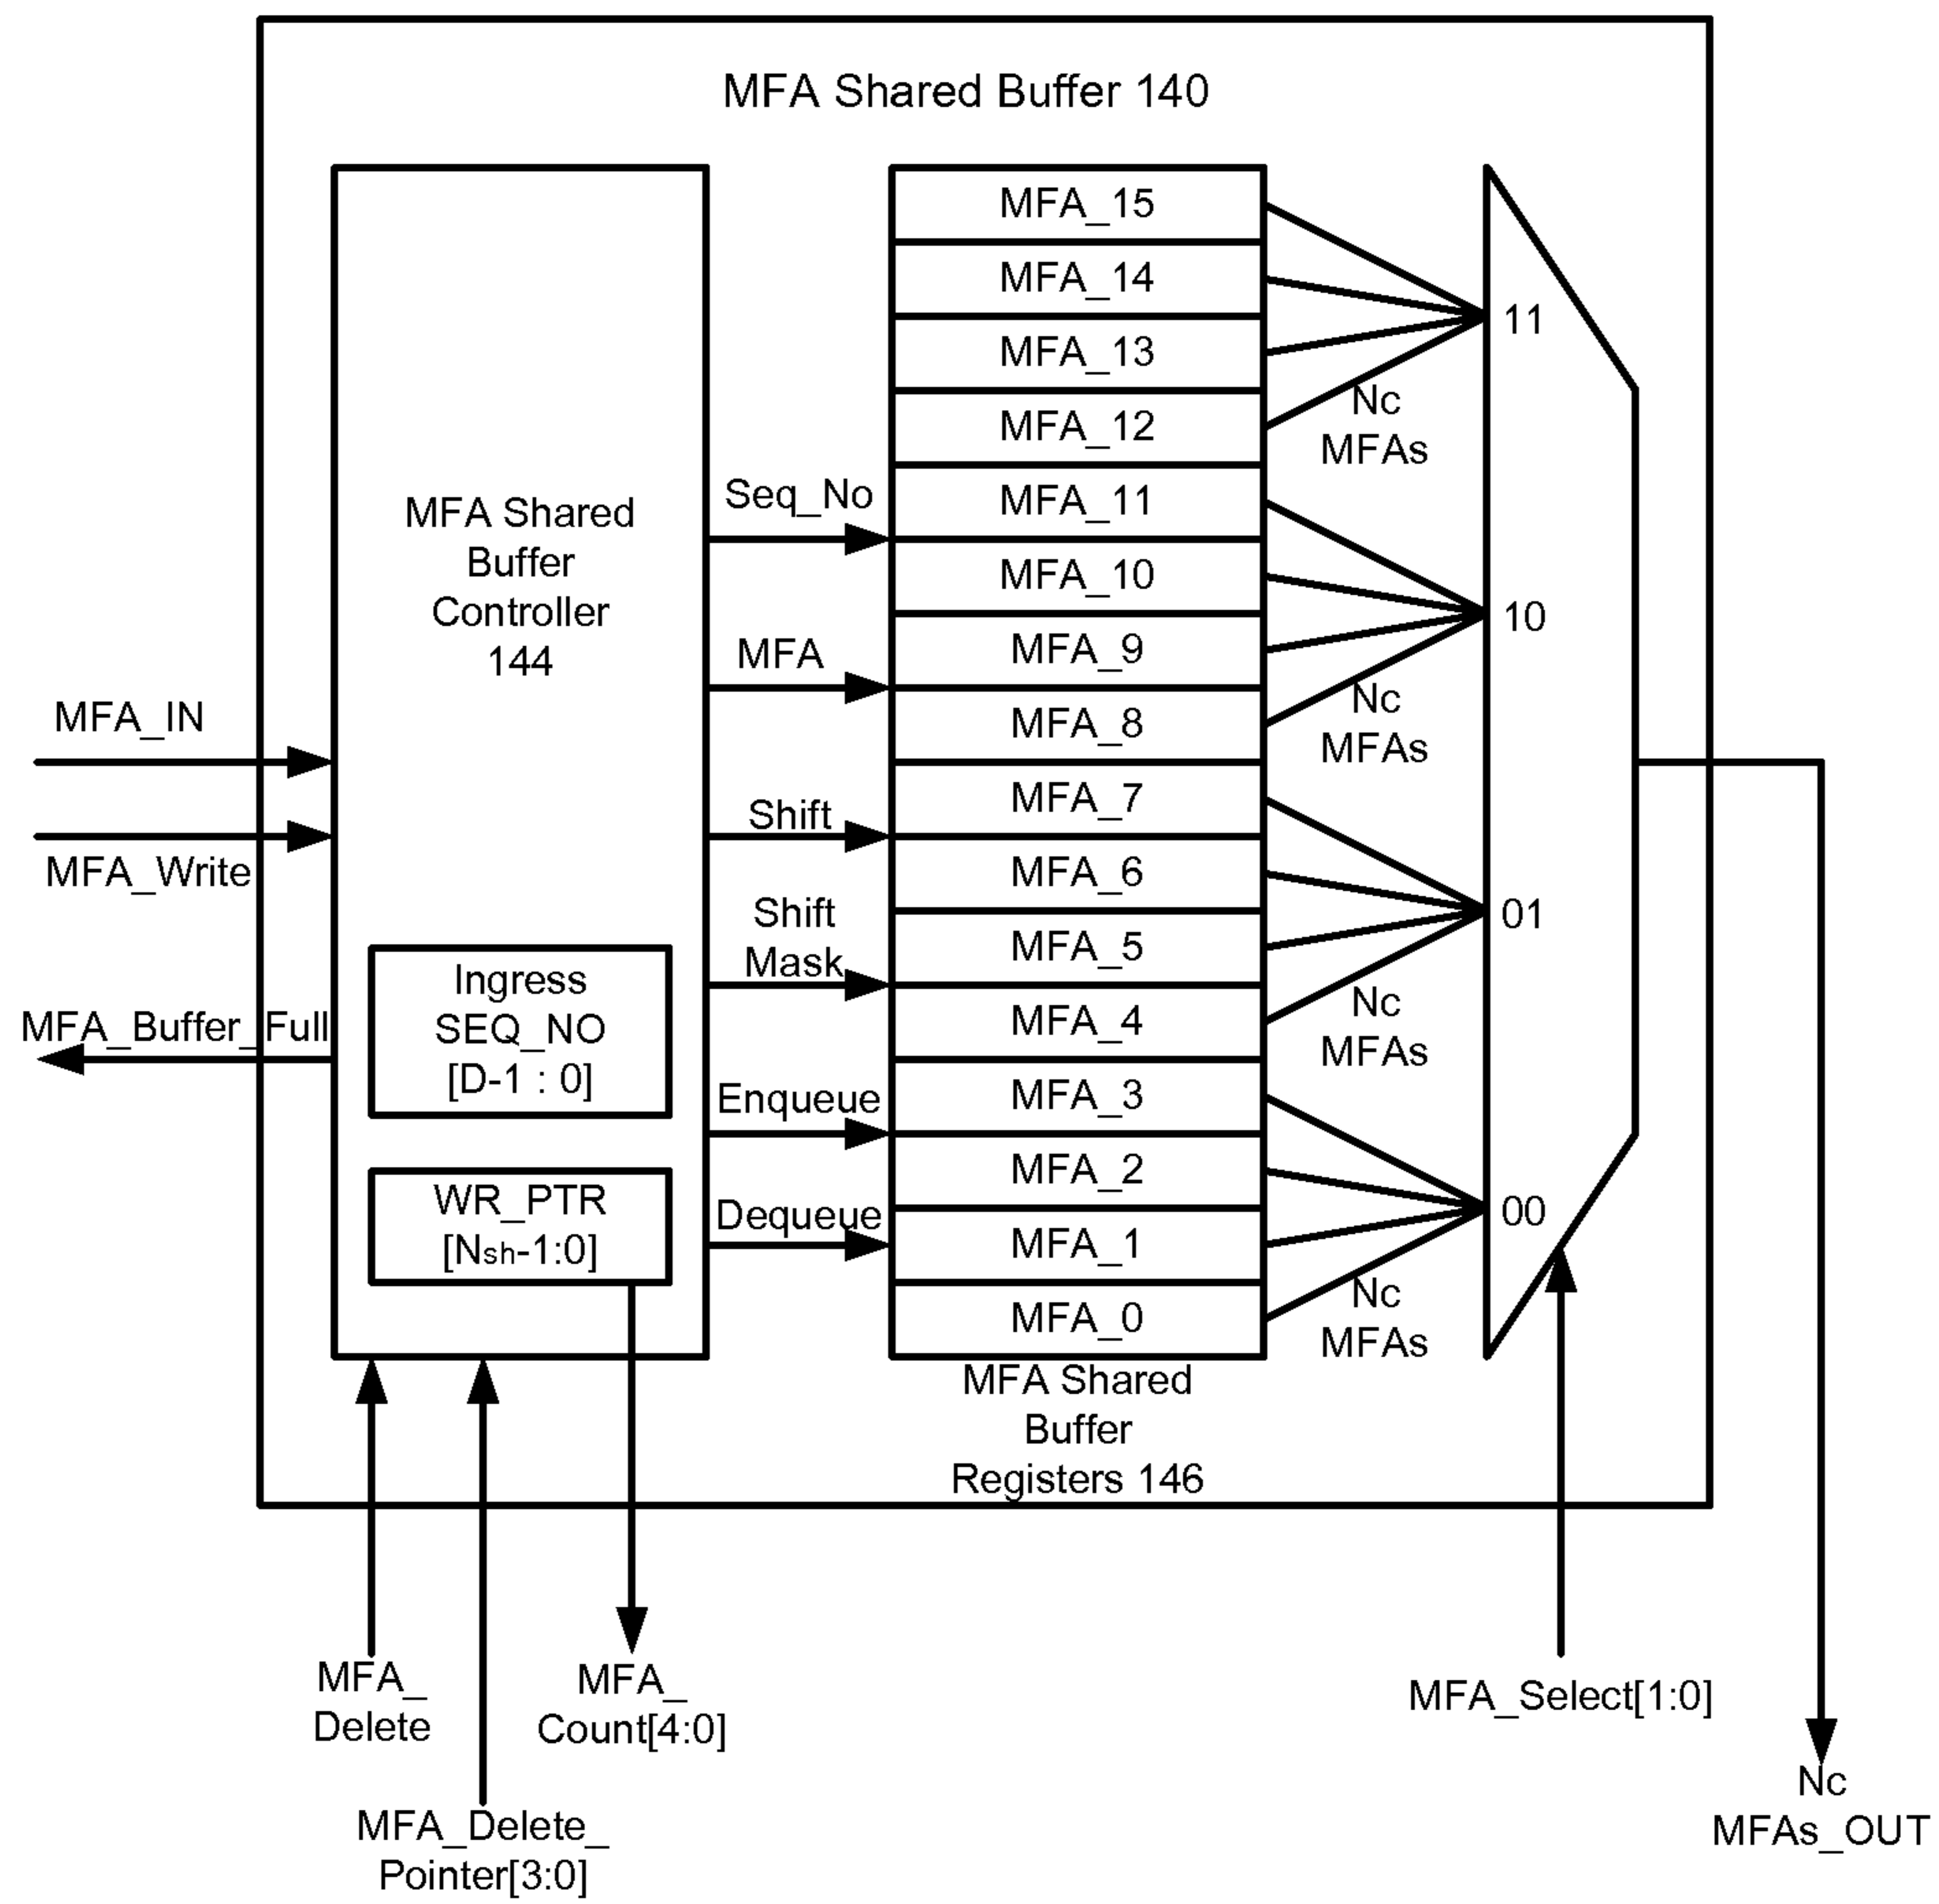 MFA Shared Buffer 140
MFA_IN
MFA_Write
MFA_Buffer_Full
MFA Shared
Buffer
Controller
144
Ingress
SEQ_NO
[D-1 : 0]
WR_PTR
[Nsh-1:0]
Seq_No
MFA
Shift
Shift
Mask
Enqueue
Dequeue
MFA_15
MFA_14
MFA_13
MFA_12
MFA_11
MFA_10
MFA_9
MFA_8
MFA_7
MFA_6
MFA_5
MFA_4
MFA_3
MFA_2
MFA_1
MFA_0
MFA Shared
Buffer
Registers 146
Nc
MFAs
Nc
MFAs
Nc
MFAs
Nc
MFAs
11
10
01
00
MFA_
Delete
MFA_Delete_
Pointer[3:0]
MFA_
Count[4:0]
MFA_Select[1:0]
Nc
MFAs_OUT